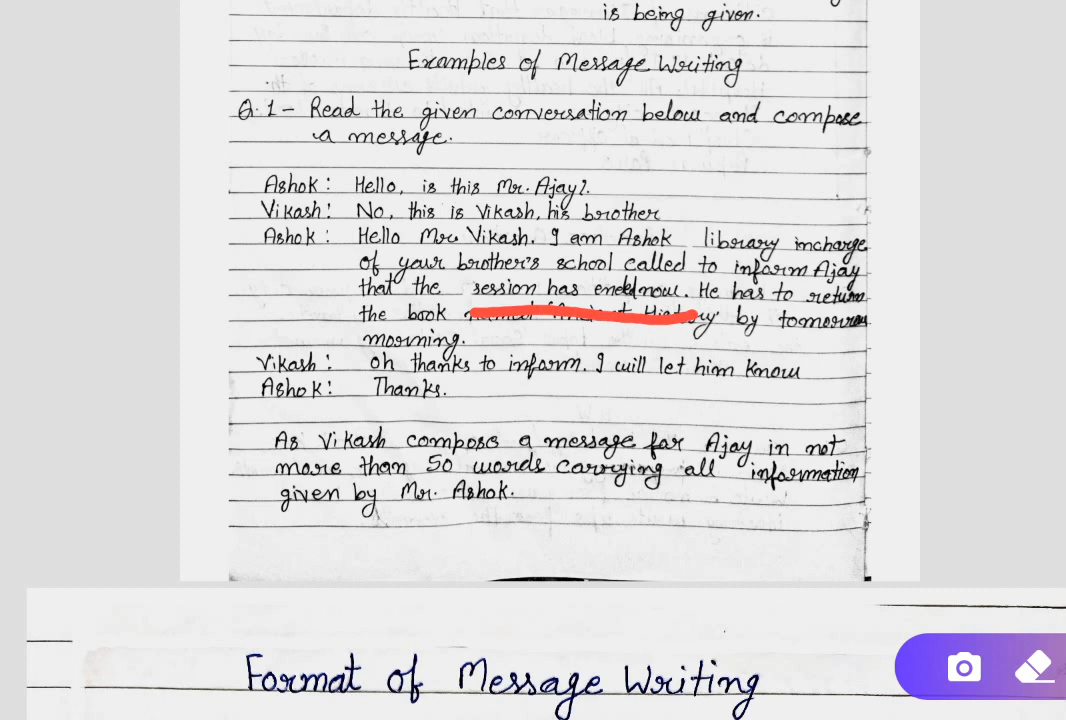 is being given.
Examples of Message Writing
Q.1- Read the given conversation below and compose
a message.
Ashok: Hello, is this Mr. Ajay?.
Vikash: No, this is Vikash, his brother
Ashok: Hello Mr. Vikash. I am Ashok library incharge
of your brother's school called to inform Ajay
that the session has ended now. He has to return
the book by tomorrow
morning.
Vikash: oh thanks to inform. I will let him know
Ashok: Thanks.
As Vikash compose a message for Ajay in not
more than 50 words carrying all information
given by Mr. Ashok.
Format of Message Writing